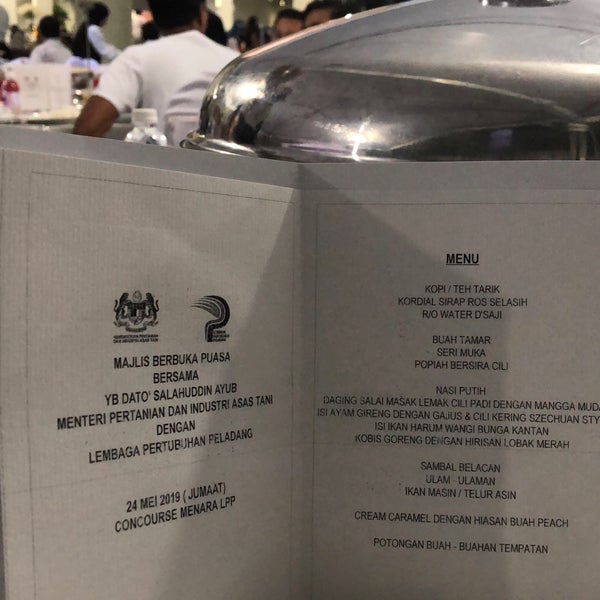 MAJLIS BERBUKA PUASA
BERSAMA
YB DATO' SALAHUDDIN AYUB
MENTERI PERTANIAN DAN INDUSTRI ASAS TANI
DENGAN
LEMBAGA PERTUBUHAN PELADANG
24 MEI 2019 ( JUMAAT)
CONCOURSE MENARA LPP
MENU
KOPI / TEH TARIK
KORDIAL SIRAP ROS SELASIH
R/O WATER D'SAJI
BUAH TAMAR
SERI MUKA
POPIAH BERSIRA CILI
NASI PUTIH
DAGING SALAI MASAK LEMAK CILI PADI DENGAN MANGGA MUDA
ISI AYAM GIRENG DENGAN GAJUS & CILI KERING SZECHUAN STY
ISI IKAN HARUM WANGI BUNGA KANTAN
KOBIS GORENG DENGAN HIRISAN LOBAK MERAH
SAMBAL BELACAN
ULAM - ULAMAN
IKAN MASIN / TELUR ASIN
CREAM CARAMEL DENGAN HIASAN BUAH PEACH
POTONGAN BUAH - BUAHAN TEMPATAN